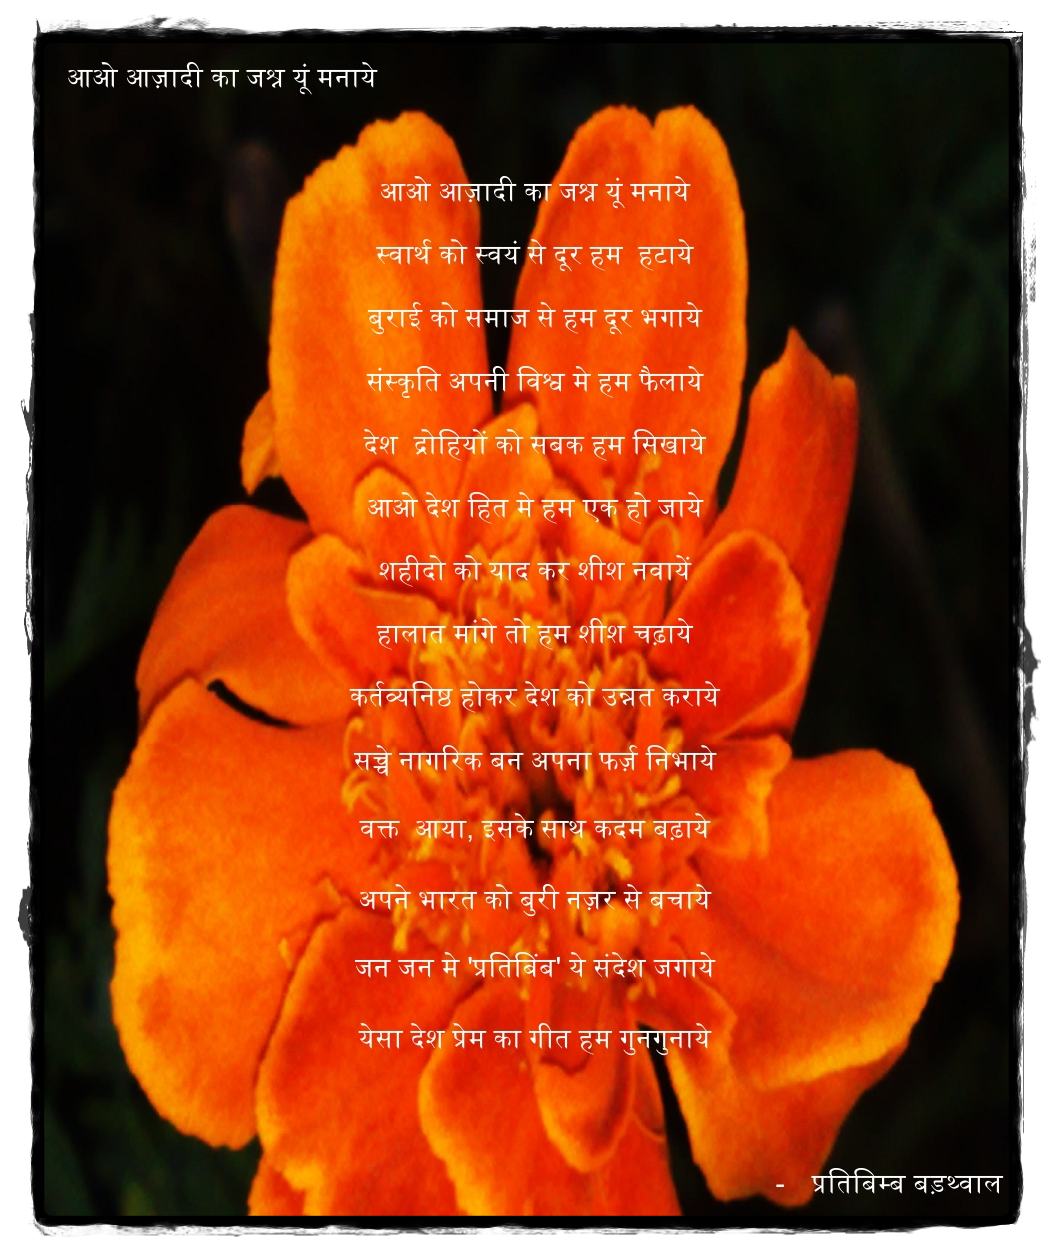 आओ आज़ादी का जश्न यूं मनाये
आओ आज़ादी का जश्न यूं मनाये
स्वार्थ को स्वयं से दूर हम  हटाये
बुराई को समाज से हम दूर भगाये
संस्कृति अपनी विश्व मे हम फैलाये
देश  द्रोहियों को सबक हम सिखाये
आओ देश हित मे हम एक हो जाये
शहीदो को याद कर शीश नवायें
हालात मांगे तो हम शीश चढ़ाये
कर्तव्यनिष्ठ होकर देश को उन्नत कराये
सच्चे नागरिक बन अपना फर्ज़ निभाये
वक्त  आया, इसके साथ कदम बढ़ाये
अपने भारत को बुरी नज़र से बचाये
जन जन मे 'प्रतिबिंब' ये संदेश जगाये
येसा देश प्रेम का गीत हम गुनगुनाये
-   प्रतिबिम्ब बड़थ्वाल